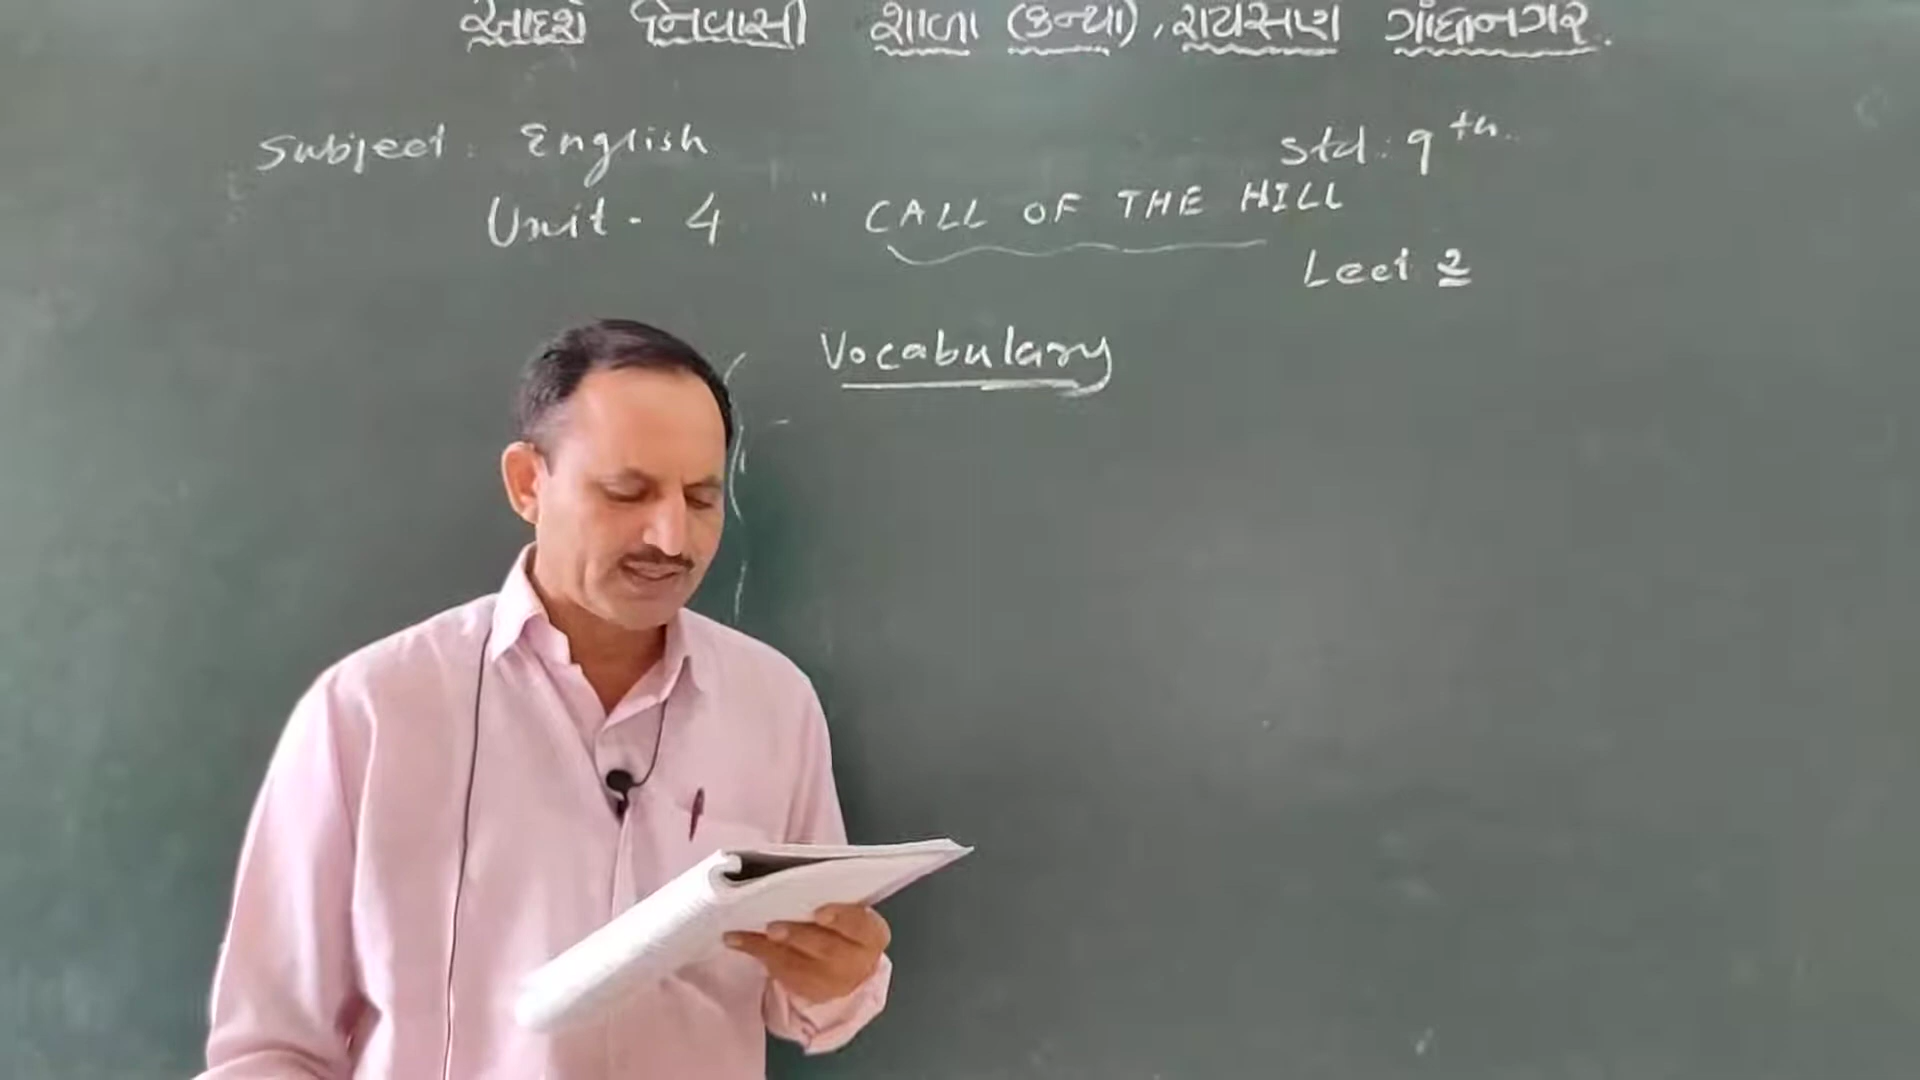 આદર્શ નિવાસી શાળા (કન્યા), રાયસણ ગાંધીનગર.
Subject: English Std: 9th
Unit - 4 " CALL OF THE HILL
Lect 2
Vocabulary